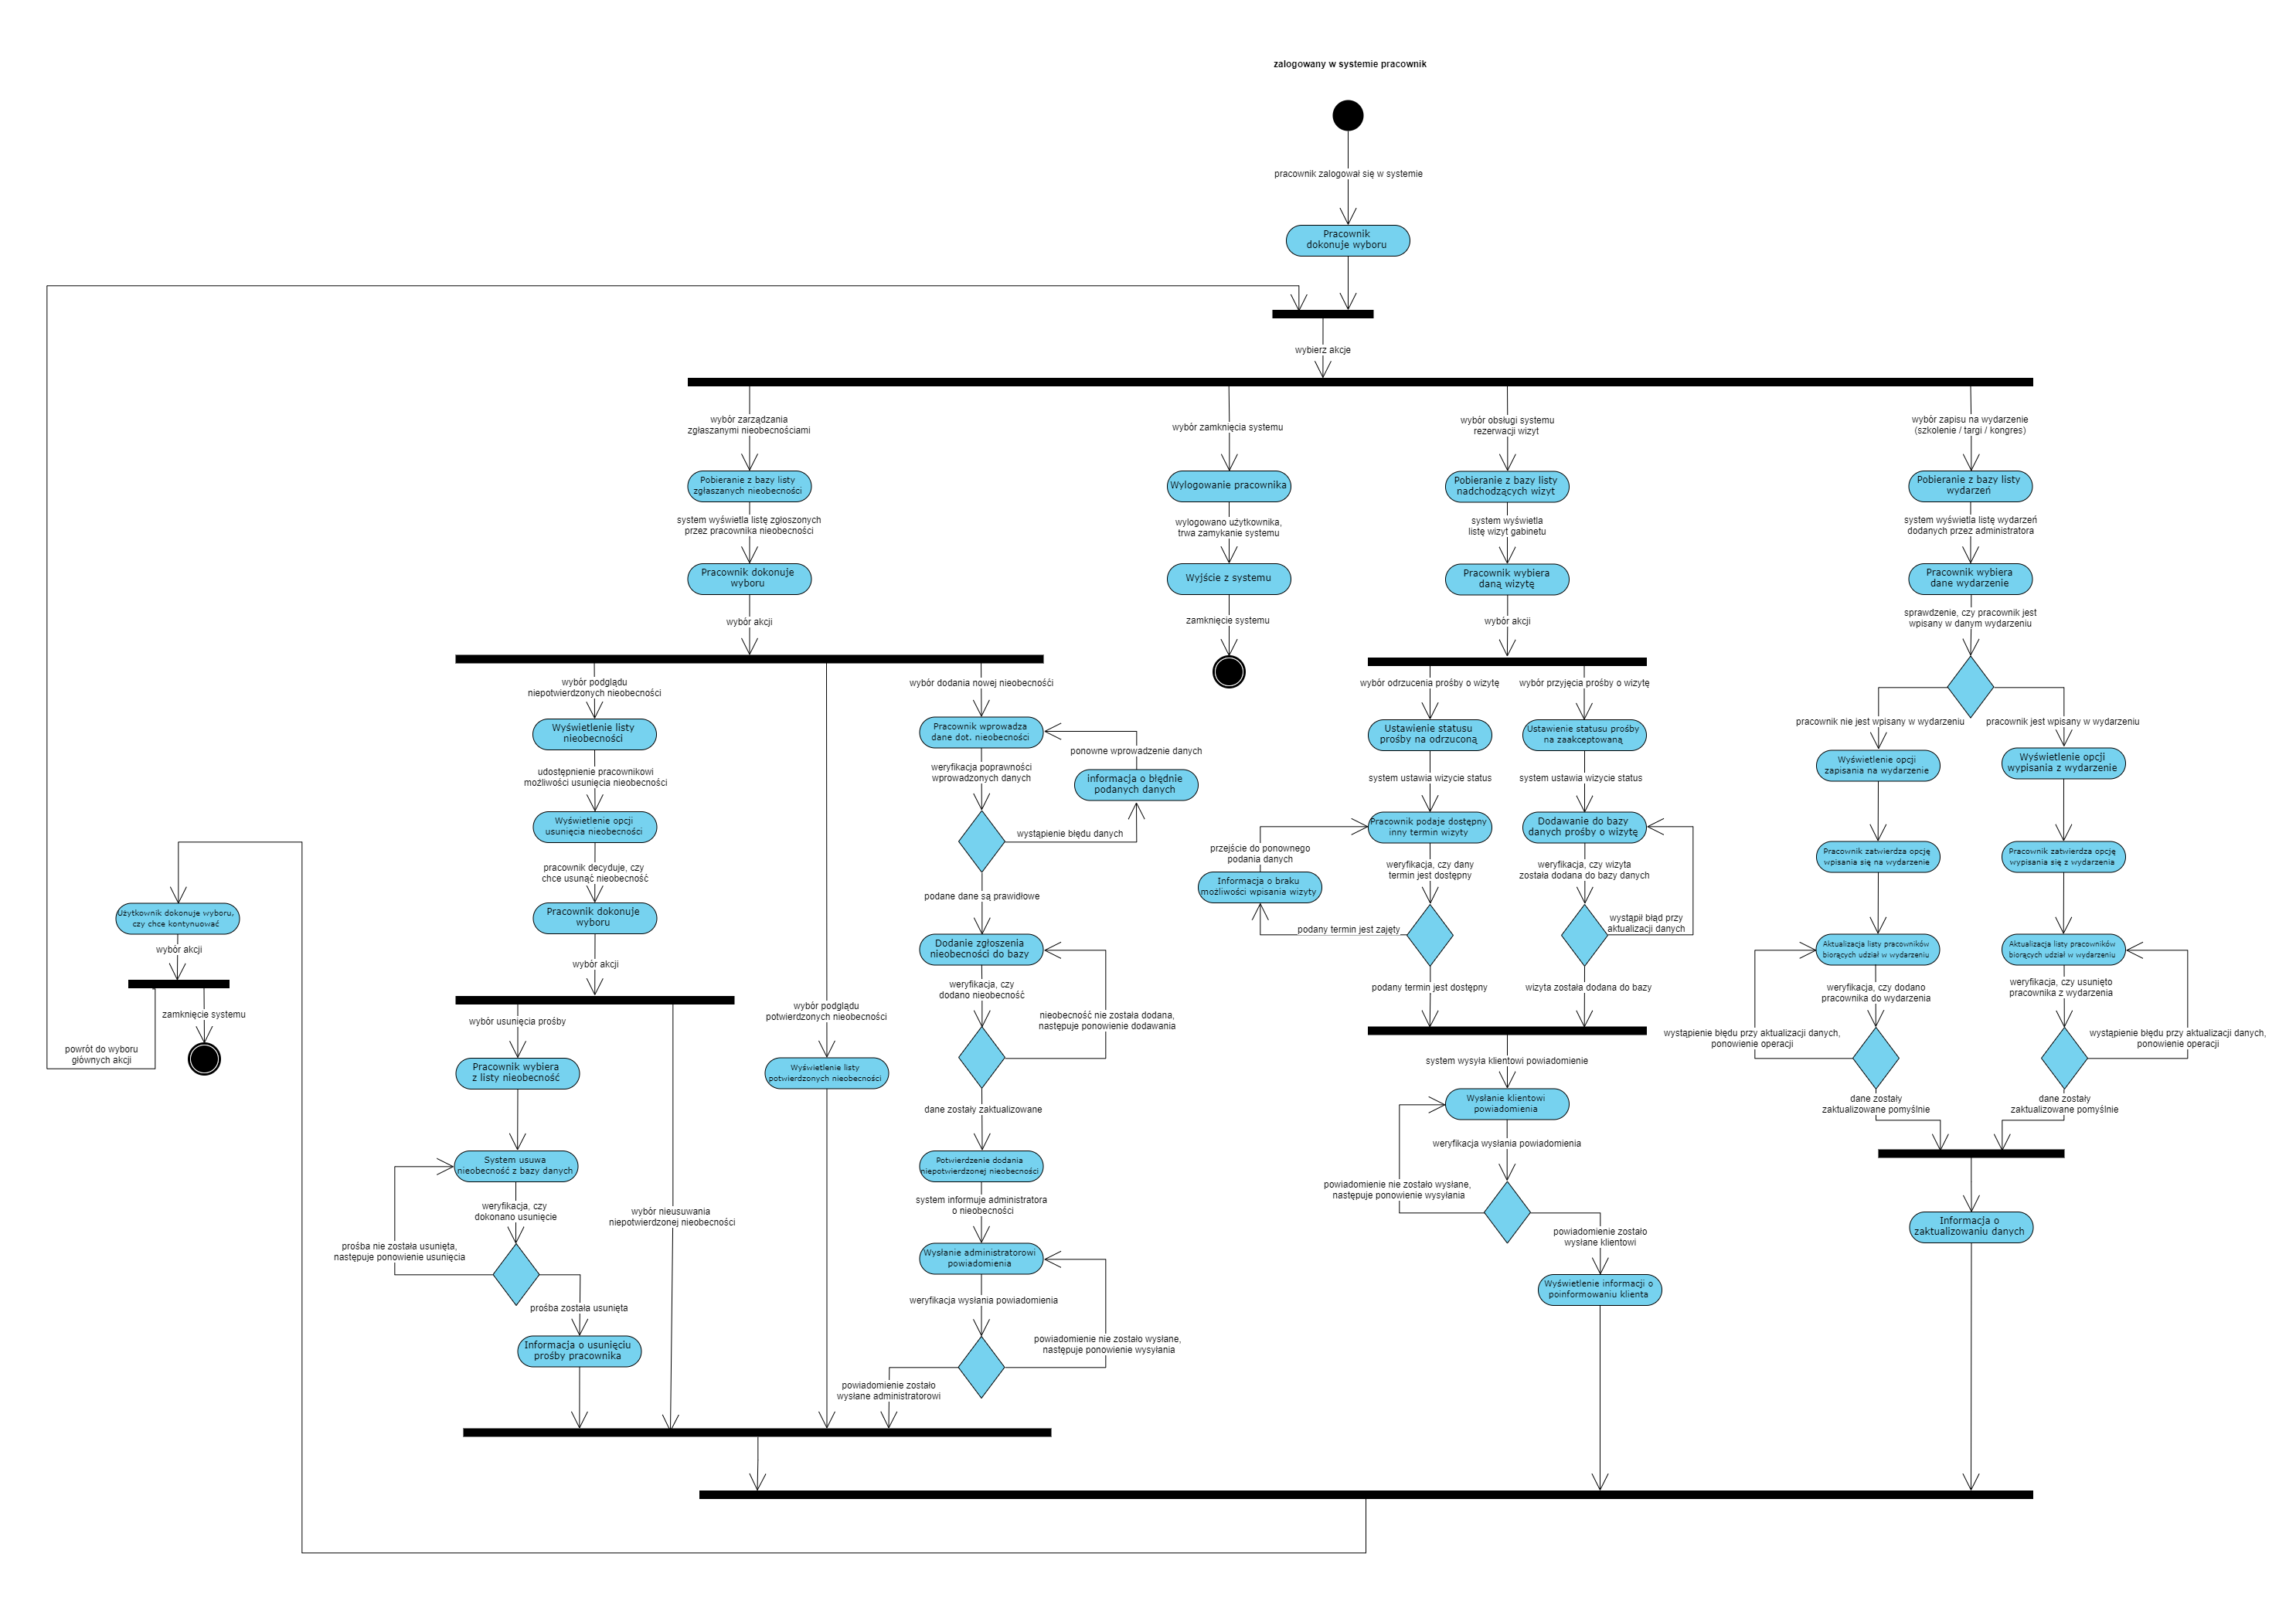 zalogowany w systemie pracownik
pracownik zalogował się w systemie
Pracownik
dokonuje wyboru
wybierz akcje
wybór zarządzania
zgłaszanymi nieobecnościami
Pobieranie z bazy listy
zgłaszanych nieobecności
system wyświetla listę zgłoszonych
przez pracownika nieobecności
Pracownik dokonuje
wyboru
wybór akcji
wybór zamknięcia systemu
Wylogowanie pracownika
wylogowano użytkownika,
trwa zamykanie systemu
Wyjście z systemu
zamknięcie systemu
wybór obsługi systemu
rezerwacji wizyt
Pobieranie z bazy listy
nadchodzących wizyt
system wyświetla
listę wizyt gabinetu
Pracownik wybiera
daną wizytę
wybór akcji
wybór zapisu na wydarzenie
(szkolenie / targi / kongres)
Pobieranie z bazy listy
wydarzeń
system wyświetla listę wydarzeń
dodanych przez administratora
Pracownik wybiera
dane wydarzenie
sprawdzenie, czy pracownik jest
wpisany w danym wydarzeniu
wybór podglądu
niepotwierdzonych nieobecności
Wyświetlenie listy
nieobecności
udostępnienie pracownikowi
możliwości usunięcia nieobecności
Wyświetlenie opcji
usunięcia nieobecności
pracownik decyduje, czy
chce usunąć nieobecność
Pracownik dokonuje
wyboru
wybór akcji
wybór usunięcia prośby
Pracownik wybiera
z listy nieobecność
System usuwa
nieobecność z bazy danych
weryfikacja, czy
dokonano usunięcie
prośba nie została usunięta,
następuje ponowienie usunięcia
prośba została usunięta
Informacja o usunięciu
prośby pracownika
wybór nieusuwania
niepotwierdzonej nieobecności
wybór podglądu
potwierdzonych nieobecności
Wyświetlenie listy
potwierdzonych nieobecności
wybór dodania nowej nieobecnośći
Pracownik wprowadza
dane dot. nieobecności
weryfikacja poprawności
wprowadzonych danych
ponowne wprowadzenie danych
informacja o błędnie
podanych danych
wystąpienie błędu danych
podane dane są prawidłowe
Dodanie zgłoszenia
nieobecności do bazy
weryfikacja, czy
dodano nieobecność
nieobecność nie została dodana,
następuje ponowienie dodawania
dane zostały zaktualizowane
Potwierdzenie dodania
niepotwierdzonej nieobecności
system informuje administratora
o nieobecności
Wysłanie administratorowi
powiadomienia
weryfikacja wysłania powiadomienia
powiadomienie nie zostało wysłane,
następuje ponowienie wysyłania
powiadomienie zostało
wysłane administratorowi
wybór odrzucenia prośby o wizytę
Ustawienie statusu
prośby na odrzuconą
system ustawia wizycie status
Pracownik podaje dostępny
inny termin wizyty
przejście do ponownego
podania danych
Informacja o braku
możliwości wpisania wizyty
weryfikacja, czy dany
termin jest dostępny
podany termin jest zajęty
podany termin jest dostępny
wybór przyjęcia prośby o wizytę
Ustawienie statusu prośby
na zaakceptowaną
system ustawia wizycie status
Dodawanie do bazy
danych prośby o wizytę
weryfikacja, czy wizyta
została dodana do bazy danych
wystąpił błąd przy
aktualizacji danych
wizyta została dodana do bazy
system wysyła klientowi powiadomienie
Wysłanie klientowi
powiadomienia
weryfikacja wysłania powiadomienia
powiadomienie nie zostało wysłane,
następuje ponowienie wysyłania
powiadomienie zostało
wysłane klientowi
Wyświetlenie informacji o
poinformowaniu klienta
pracownik nie jest wpisany w wydarzeniu
Wyświetlenie opcji
zapisania na wydarzenie
Pracownik zatwierdza opcję
wpisania się na wydarzenie
Aktualizacja listy pracowników
biorących udział w wydarzeniu
weryfikacja, czy dodano
pracownika do wydarzenia
wystąpienie błędu przy aktualizacji danych,
ponowienie operacji
dane zostały
zaktualizowane pomyślnie
pracownik jest wpisany w wydarzeniu
Wyświetlenie opcji
wypisania z wydarzenie
Pracownik zatwierdza opcję
wypisania się z wydarzenia
Aktualizacja listy pracowników
biorących udział w wydarzeniu
weryfikacja, czy usunięto
pracownika z wydarzenia
wystąpienie błędu przy aktualizacji danych,
ponowienie operacji
dane zostały
zaktualizowane pomyślnie
Informacja o
zaktualizowaniu danych
Użytkownik dokonuje wyboru,
czy chce kontynuować
wybór akcji
zamknięcie systemu
powrót do wyboru
głównych akcji